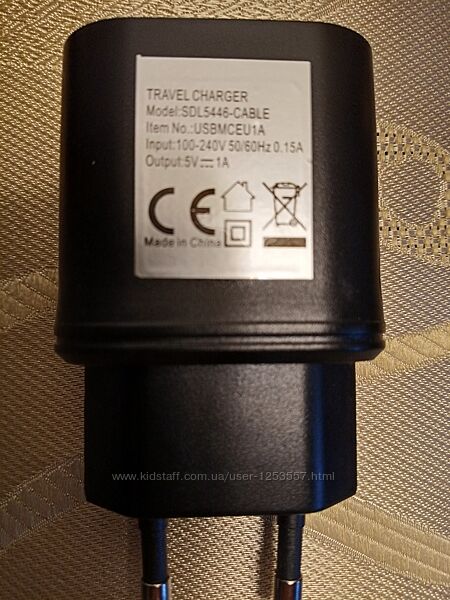 TRAVEL CHARGER
Model:SDL5446-CABLE
Item No.:USBMCEU1A
Input:100-240V 50/60Hz 0.15A
Output:5V⎓1A
CE
Made in China
www.kidstaff.com.ua/user-1253557.html